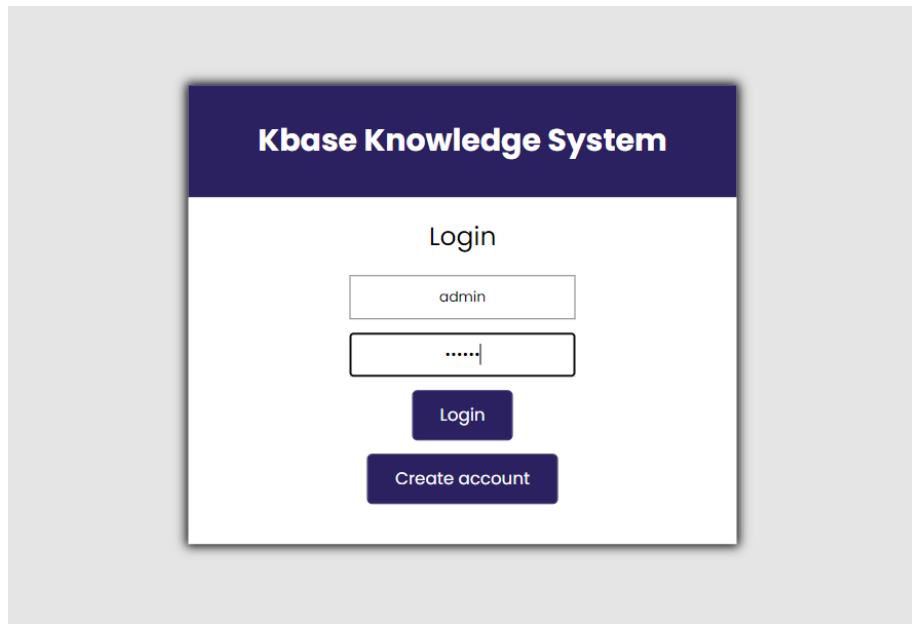 Kbase Knowledge System
Login
admin
••••••
Login
Create account